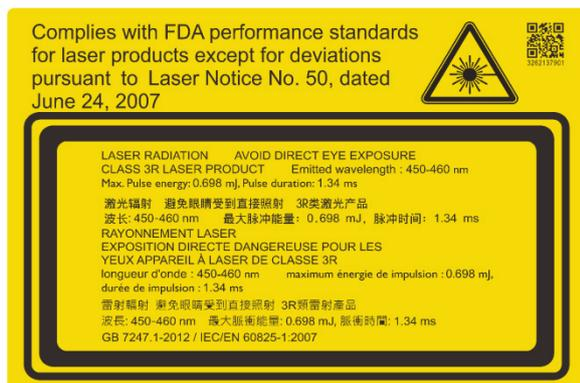 Complies with FDA performance standards
for laser products except for deviations
pursuant to Laser Notice No. 50, dated
June 24, 2007
3262137901
LASER RADIATION AVOID DIRECT EYE EXPOSURE
CLASS 3R LASER PRODUCT Emitted wavelength : 450-460 nm
Max. Pulse energy: 0.698 mJ, Pulse duration: 1.34 ms
激光辐射 避免眼睛受到直接照射 3R类激光产品
波长: 450-460 nm 最大脉冲能量: 0.698 mJ, 脉冲时间: 1.34 ms
RAYONNEMENT LASER
EXPOSITION DIRECTE DANGEREUSE POUR LES
YEUX APPAREIL À LASER DE CLASSE 3R
longueur d'onde : 450-460 nm maximum énergie de impulsion : 0.698 mJ,
durée de impulsion : 1.34 ms
雷射輻射 避免眼睛受到直接照射 3R類雷射產品
波長: 450-460 nm 最大脈衝能量: 0.698 mJ, 脈衝時間: 1.34 ms
GB 7247.1-2012 / IEC/EN 60825-1:2007